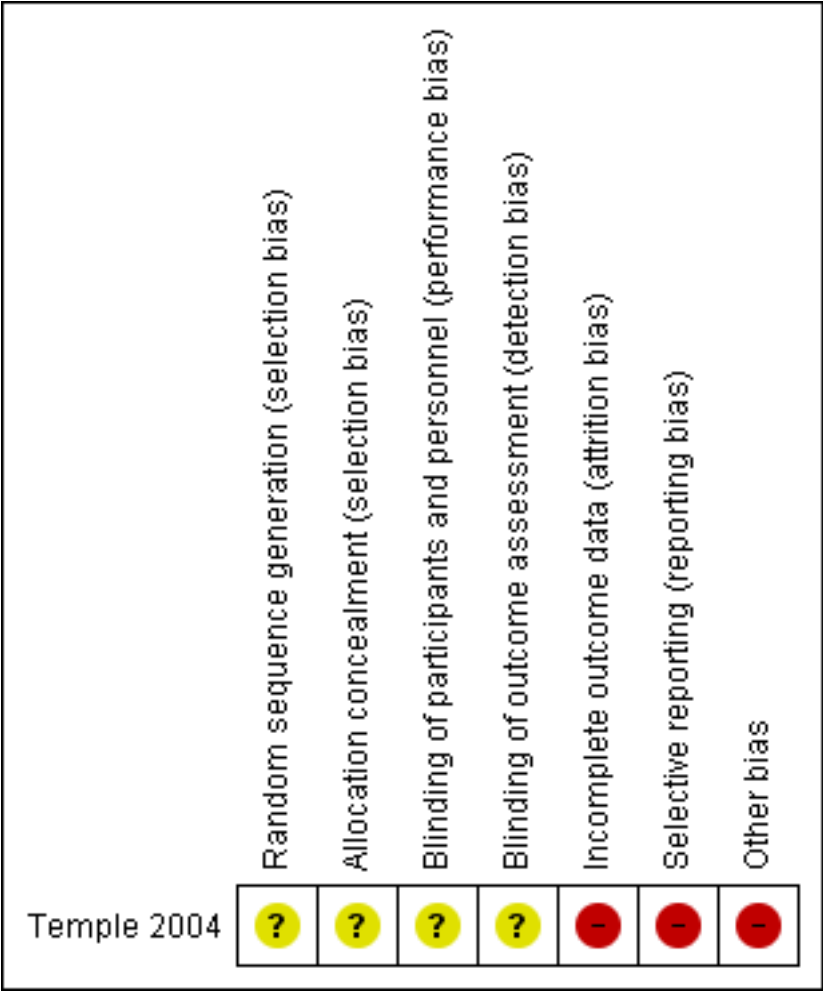 Random sequence generation (selection bias)
Allocation concealment (selection bias)
Blinding of participants and personnel (performance bias)
Blinding of outcome assessment (detection bias)
Incomplete outcome data (attrition bias)
Selective reporting (reporting bias)
Other bias
Temple 2004 ? ? ? ? - - -